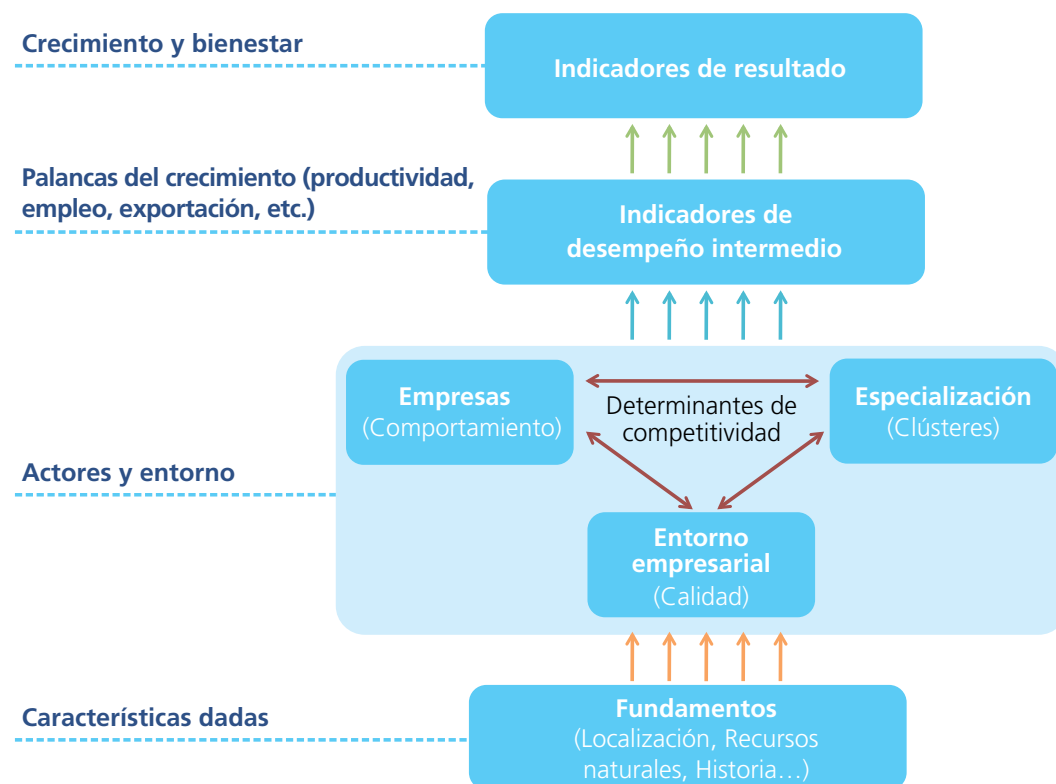 Crecimiento y bienestar
Indicadores de resultado
Palancas del crecimiento (productividad,
empleo, exportación, etc.)
Indicadores de
desempeño intermedio
Empresas
(Comportamiento)
Determinantes de
competitividad
Especialización
(Clústeres)
Actores y entorno
Entorno
empresarial
(Calidad)
Características dadas
Fundamentos
(Localización, Recursos
naturales, Historia...)